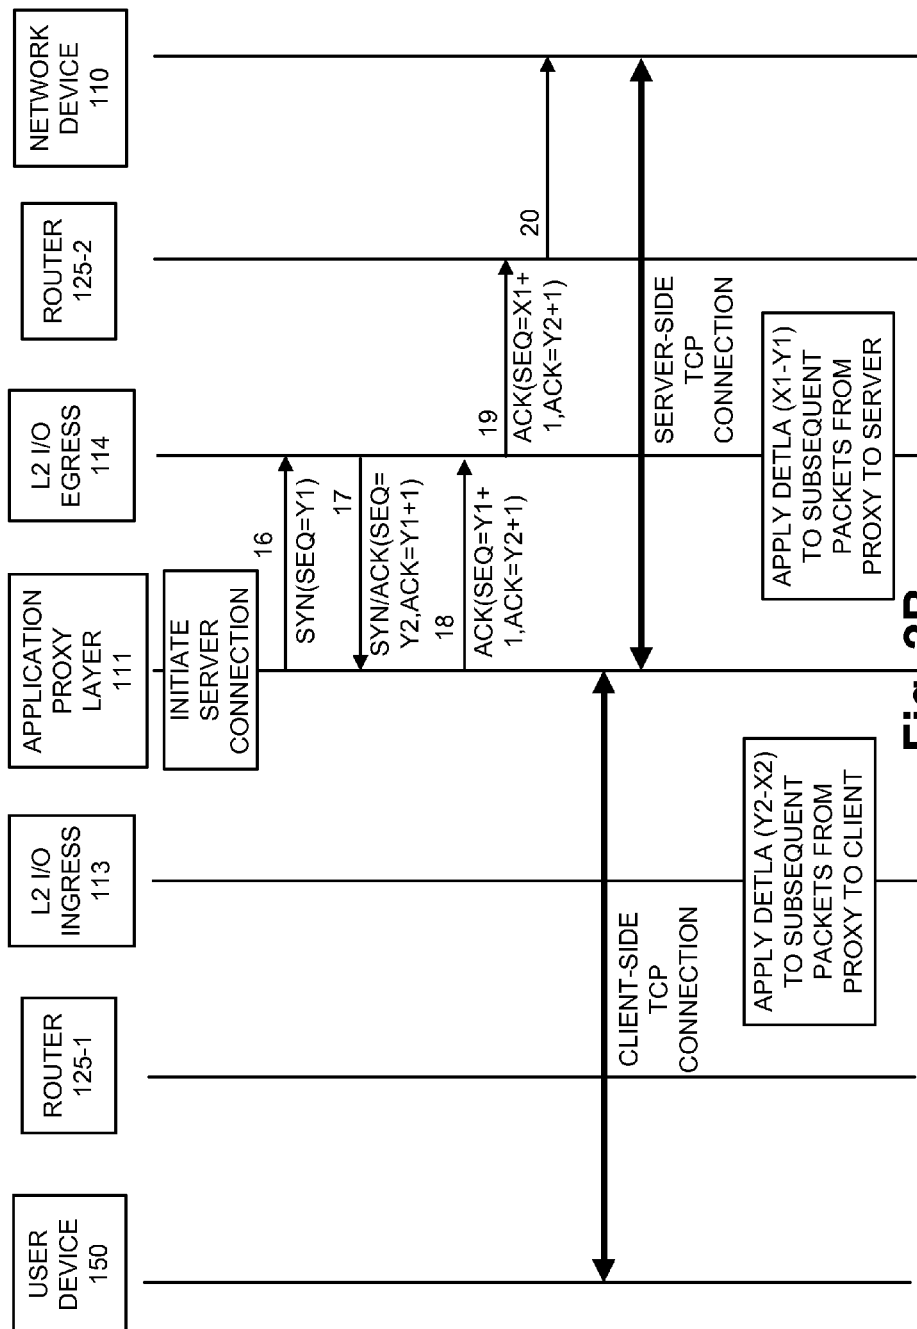 USER
DEVICE
150
ROUTER
125-1
L2 I/O
INGRESS
113
APPLICATION
PROXY
LAYER
111
L2 I/O
EGRESS
114
ROUTER
125-2
NETWORK
DEVICE
110
INITIATE
SERVER
CONNECTION
16
SYN(SEQ=Y1)
17
SYN/ACK(SEQ=
Y2,ACK=Y1+1)
18
ACK(SEQ=Y1+
1,ACK=Y2+1)
19
ACK(SEQ=X1+
1,ACK=Y2+1)
20
CLIENT-SIDE
TCP
CONNECTION
SERVER-SIDE
TCP
CONNECTION
APPLY DETLA (Y2-X2)
TO SUBSEQUENT
PACKETS FROM
PROXY TO CLIENT
APPLY DETLA (X1-Y1)
TO SUBSEQUENT
PACKETS FROM
PROXY TO SERVER